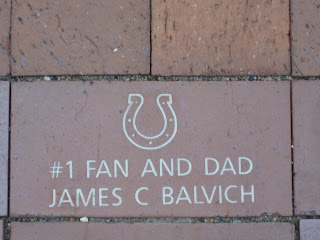 #1 FAN AND DAD
JAMES C BALVICH